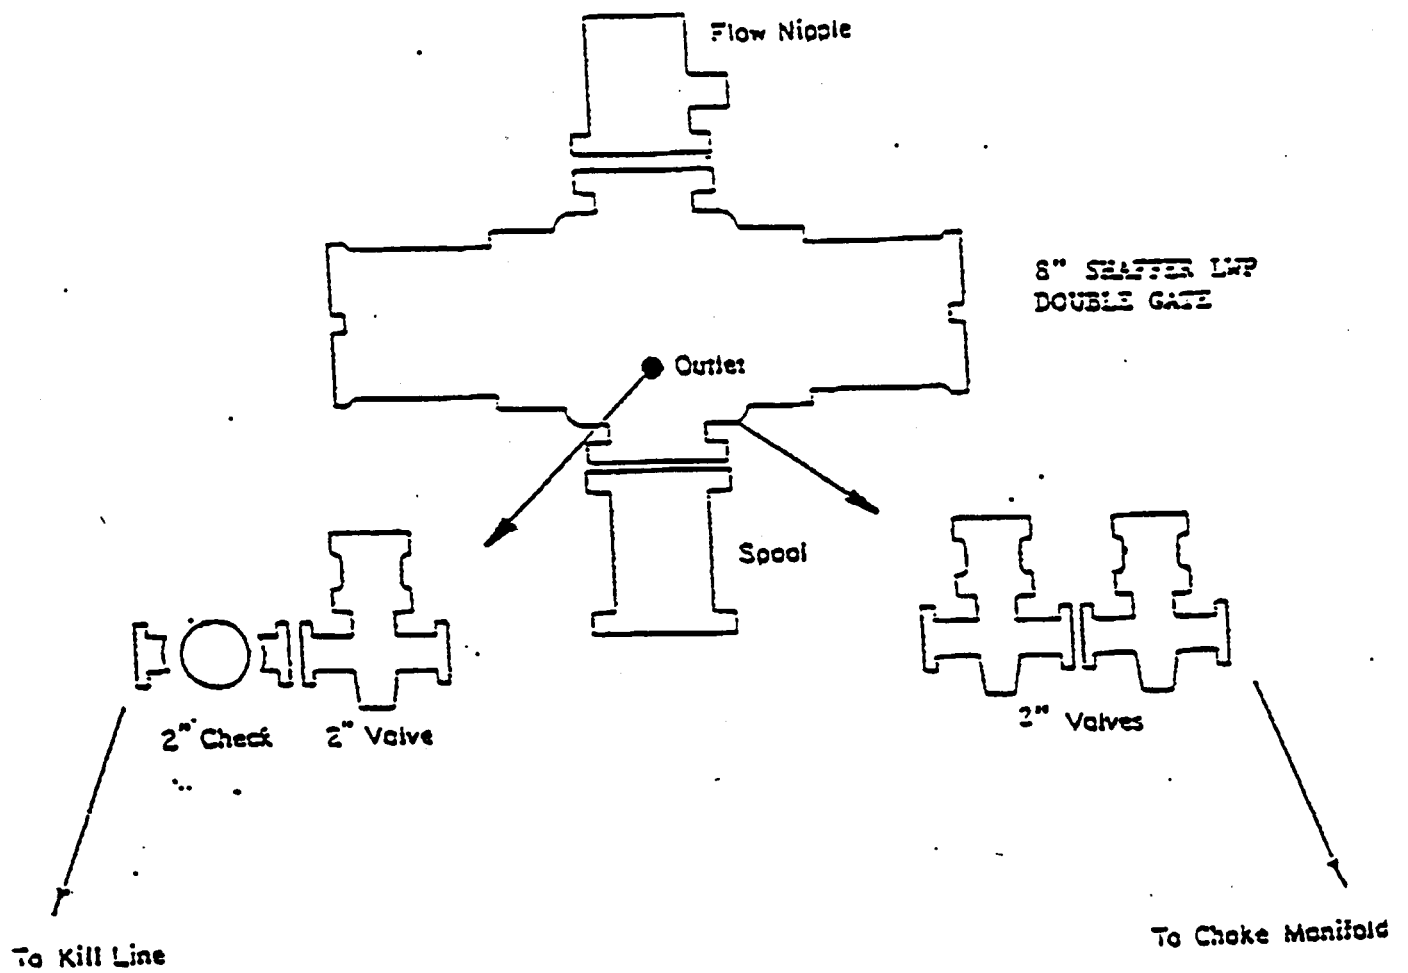 Flow Nipple
8" SHAFFER LWP
DOUBLE GATE
Outlet
Spool
2" Check
2" Valve
2" Valves
To Kill Line
To Choke Manifold